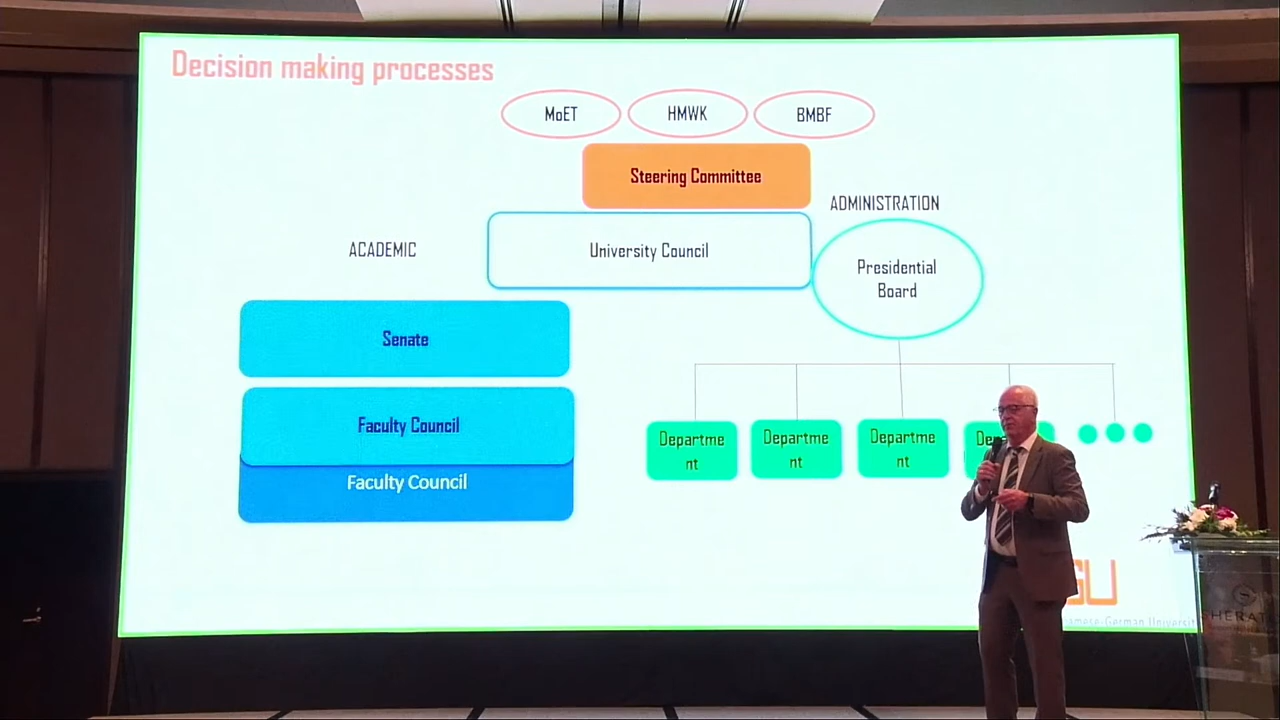 Decision making processes
MoET
HMWK
BMBF
Steering Committee
ADMINISTRATION
ACADEMIC
University Council
Presidential
Board
Senate
Faculty Council
Faculty Council
Departme
nt
Departme
nt
Departme
nt